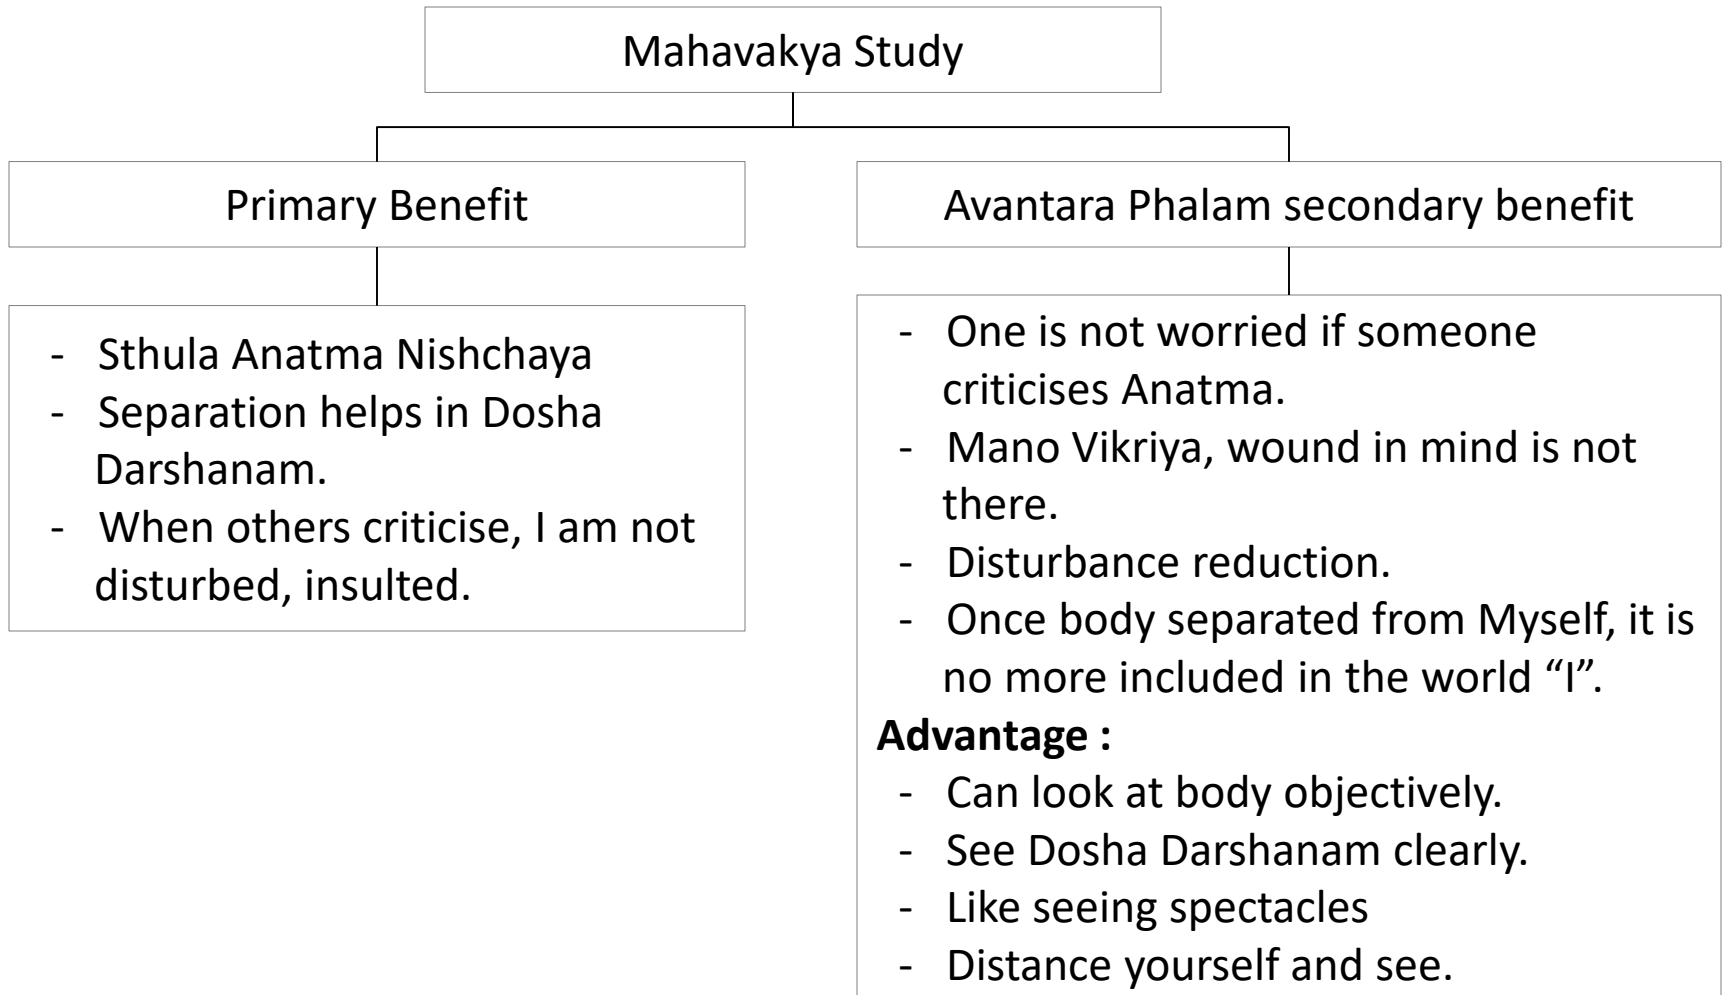 Mahavakya Study
Primary Benefit
- Sthula Anatma Nishchaya
- Separation helps in Dosha
Darshanam.
- When others criticise, I am not
disturbed, insulted.
Avantara Phalam secondary benefit
- One is not worried if someone
criticises Anatma.
- Mano Vikriya, wound in mind is not
there.
- Disturbance reduction.
- Once body separated from Myself, it is
no more included in the world “I”.
Advantage :
- Can look at body objectively.
- See Dosha Darshanam clearly.
- Like seeing spectacles
- Distance yourself and see.